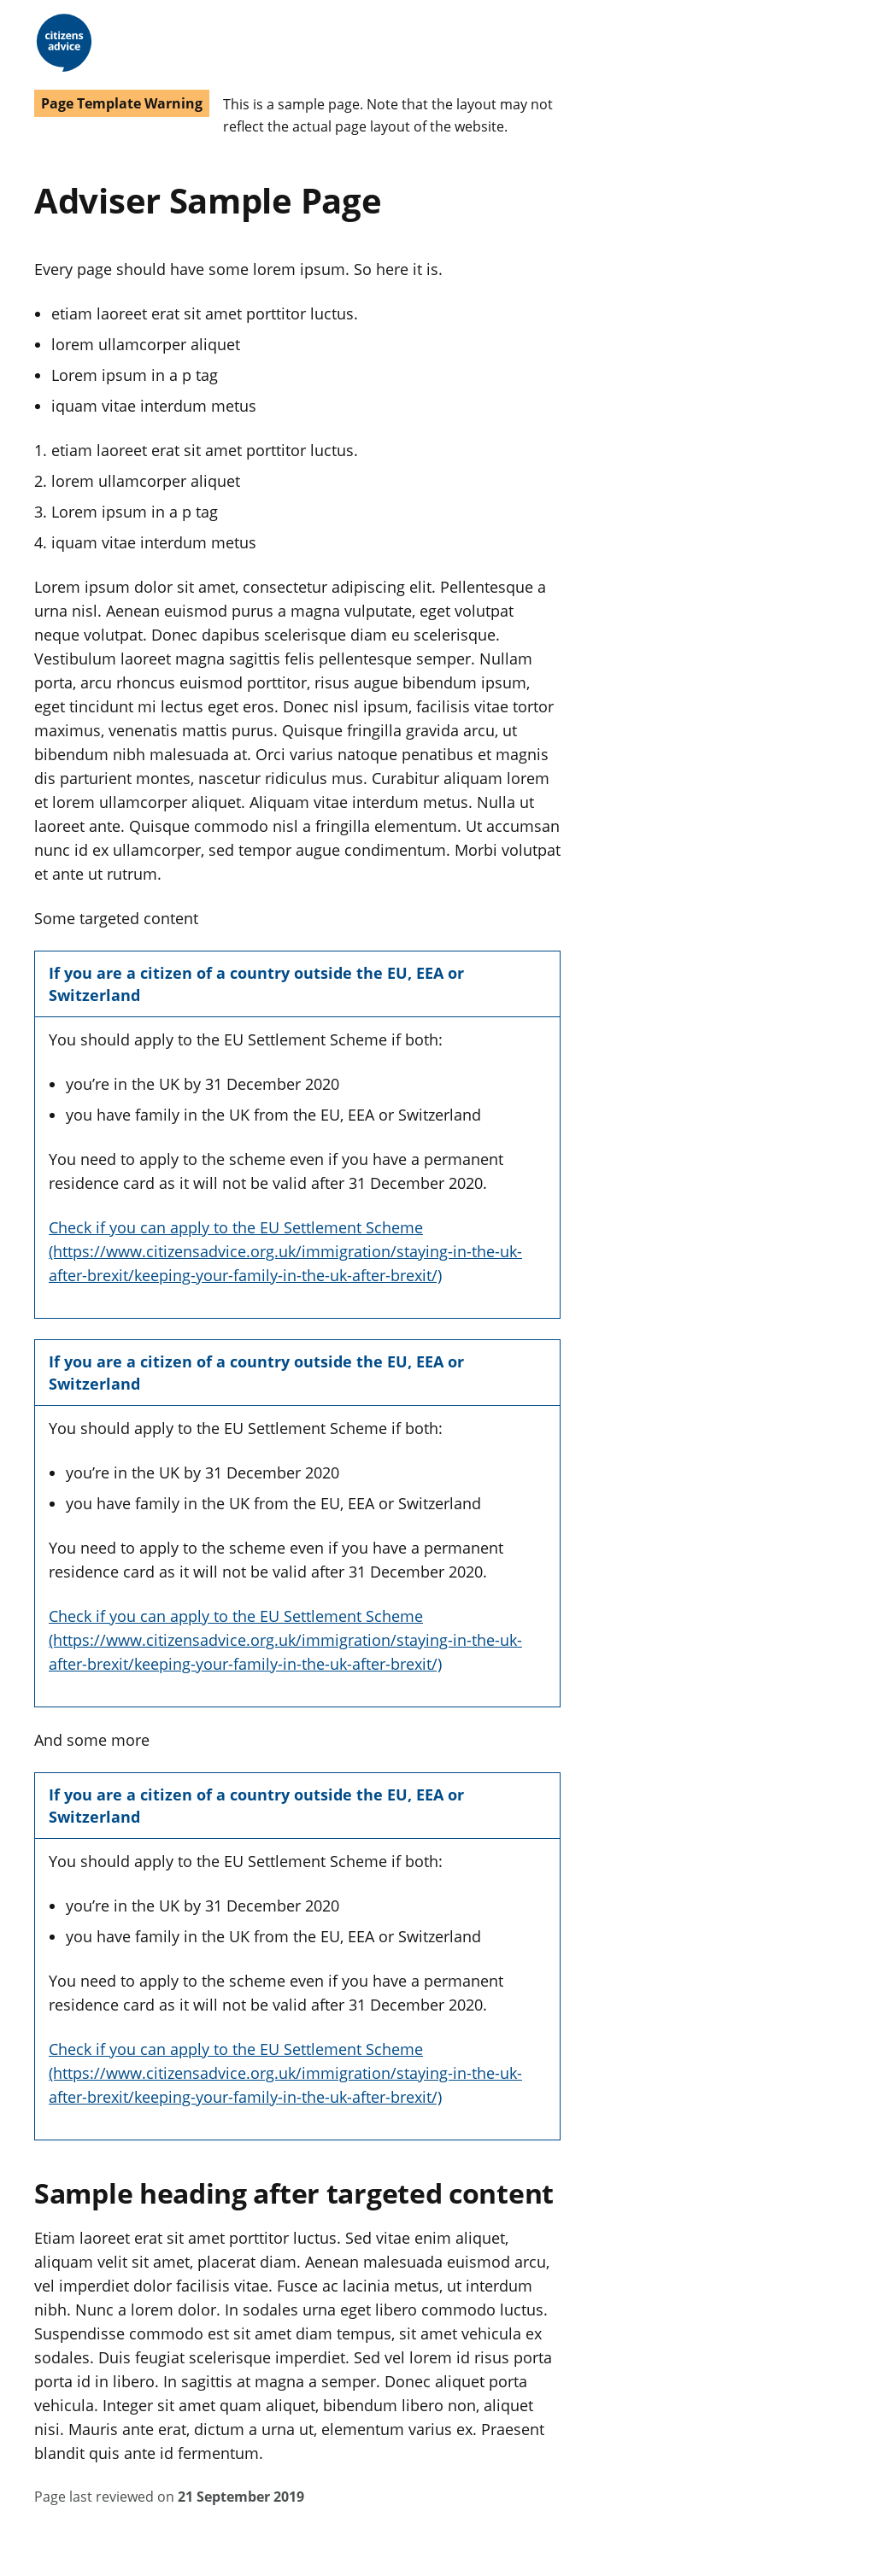 citizens
advice
Page Template Warning
This is a sample page. Note that the layout may not
reflect the actual page layout of the website.
Adviser Sample Page
Every page should have some lorem ipsum. So here it is.
• etiam laoreet erat sit amet porttitor luctus.
• lorem ullamcorper aliquet
• Lorem ipsum in a p tag
• iquam vitae interdum metus
1. etiam laoreet erat sit amet porttitor luctus.
2. lorem ullamcorper aliquet
3. Lorem ipsum in a p tag
4. iquam vitae interdum metus
Lorem ipsum dolor sit amet, consectetur adipiscing elit. Pellentesque a
urna nisl. Aenean euismod purus a magna vulputate, eget volutpat
neque volutpat. Donec dapibus scelerisque diam eu scelerisque.
Vestibulum laoreet magna sagittis felis pellentesque semper. Nullam
porta, arcu rhoncus euismod porttitor, risus augue bibendum ipsum,
eget tincidunt mi lectus eget eros. Donec nisl ipsum, facilisis vitae tortor
maximus, venenatis mattis purus. Quisque fringilla gravida arcu, ut
bibendum nibh malesuada at. Orci varius natoque penatibus et magnis
dis parturient montes, nascetur ridiculus mus. Curabitur aliquam lorem
et lorem ullamcorper aliquet. Aliquam vitae interdum metus. Nulla ut
laoreet ante. Quisque commodo nisl a fringilla elementum. Ut accumsan
nunc id ex ullamcorper, sed tempor augue condimentum. Morbi volutpat
et ante ut rutrum.
Some targeted content
If you are a citizen of a country outside the EU, EEA or
Switzerland
You should apply to the EU Settlement Scheme if both:
• you’re in the UK by 31 December 2020
• you have family in the UK from the EU, EEA or Switzerland
You need to apply to the scheme even if you have a permanent
residence card as it will not be valid after 31 December 2020.
Check if you can apply to the EU Settlement Scheme
(https://www.citizensadvice.org.uk/immigration/staying-in-the-uk-
after-brexit/keeping-your-family-in-the-uk-after-brexit/)
If you are a citizen of a country outside the EU, EEA or
Switzerland
You should apply to the EU Settlement Scheme if both:
• you’re in the UK by 31 December 2020
• you have family in the UK from the EU, EEA or Switzerland
You need to apply to the scheme even if you have a permanent
residence card as it will not be valid after 31 December 2020.
Check if you can apply to the EU Settlement Scheme
(https://www.citizensadvice.org.uk/immigration/staying-in-the-uk-
after-brexit/keeping-your-family-in-the-uk-after-brexit/)
And some more
If you are a citizen of a country outside the EU, EEA or
Switzerland
You should apply to the EU Settlement Scheme if both:
• you’re in the UK by 31 December 2020
• you have family in the UK from the EU, EEA or Switzerland
You need to apply to the scheme even if you have a permanent
residence card as it will not be valid after 31 December 2020.
Check if you can apply to the EU Settlement Scheme
(https://www.citizensadvice.org.uk/immigration/staying-in-the-uk-
after-brexit/keeping-your-family-in-the-uk-after-brexit/)
Sample heading after targeted content
Etiam laoreet erat sit amet porttitor luctus. Sed vitae enim aliquet,
aliquam velit sit amet, placerat diam. Aenean malesuada euismod arcu,
vel imperdiet dolor facilisis vitae. Fusce ac lacinia metus, ut interdum
nibh. Nunc a lorem dolor. In sodales urna eget libero commodo luctus.
Suspendisse commodo est sit amet diam tempus, sit amet vehicula ex
sodales. Duis feugiat scelerisque imperdiet. Sed vel lorem id risus porta
porta id in libero. In sagittis at magna a semper. Donec aliquet porta
vehicula. Integer sit amet quam aliquet, bibendum libero non, aliquet
nisi. Mauris ante erat, dictum a urna ut, elementum varius ex. Praesent
blandit quis ante id fermentum.
Page last reviewed on 21 September 2019